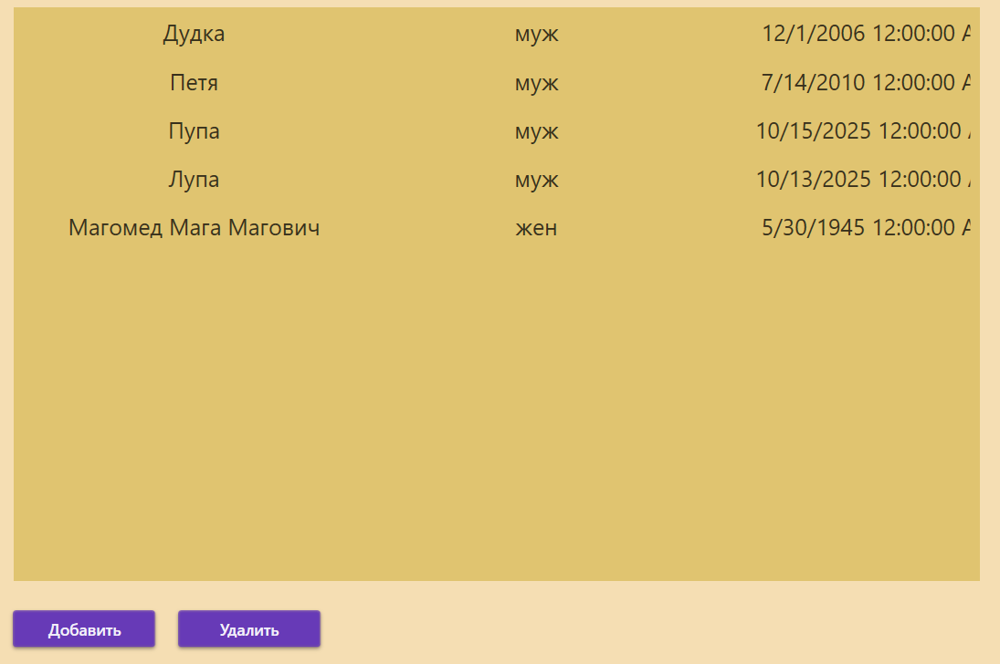 Дудка муж 12/1/2006 12:00:00 A
Петя муж 7/14/2010 12:00:00 A
Пупа муж 10/15/2025 12:00:00
Лупа муж 10/13/2025 12:00:00
Магомед Мага Магович жен 5/30/1945 12:00:00 A
Добавить Удалить